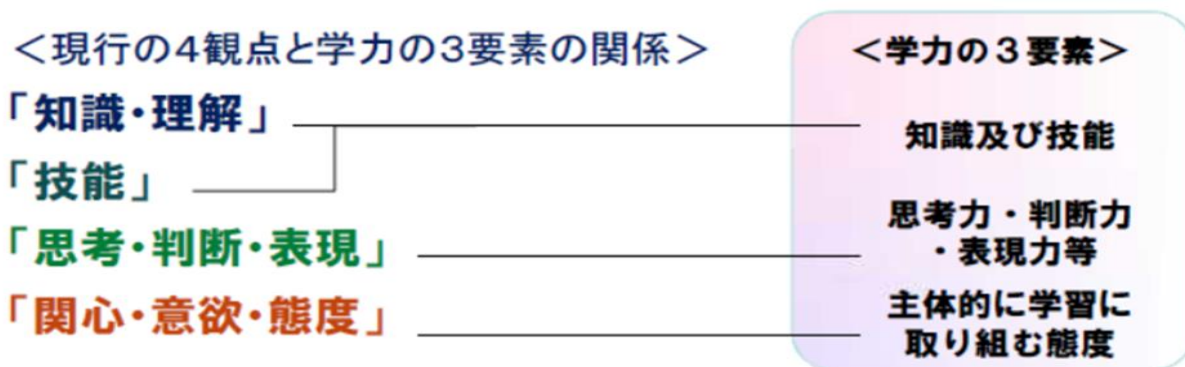 ＜現行の４観点と学力の３要素の関係＞
「知識・理解」
「技能」
「思考・判断・表現」
「関心・意欲・態度」
＜学力の３要素＞
知識及び技能
思考力・判断力
・表現力等
主体的に学習に
取り組む態度